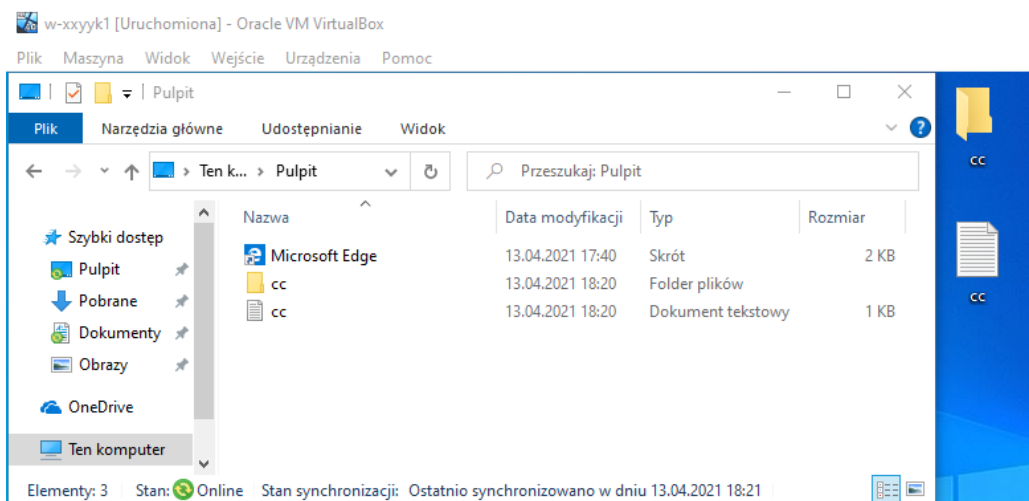 w-xxyyk1 [Uruchomiona] - Oracle VM VirtualBox
Plik Maszyna Widok Wejście Urządzenia Pomoc
Pulpit
Plik Narzędzia główne Udostępnianie Widok
Ten k... Pulpit Przeszukaj: Pulpit
cc
Nazwa Data modyfikacji Typ Rozmiar
Szybki dostęp
Microsoft Edge 13.04.2021 17:40 Skrót 2 KB
Pulpit
cc 13.04.2021 18:20 Folder plików
Pobrane
cc 13.04.2021 18:20 Dokument tekstowy 1 KB
cc
Dokumenty
Obrazy
OneDrive
Ten komputer
Elementy: 3 Stan: Online Stan synchronizacji: Ostatnio synchronizowano w dniu 13.04.2021 18:21